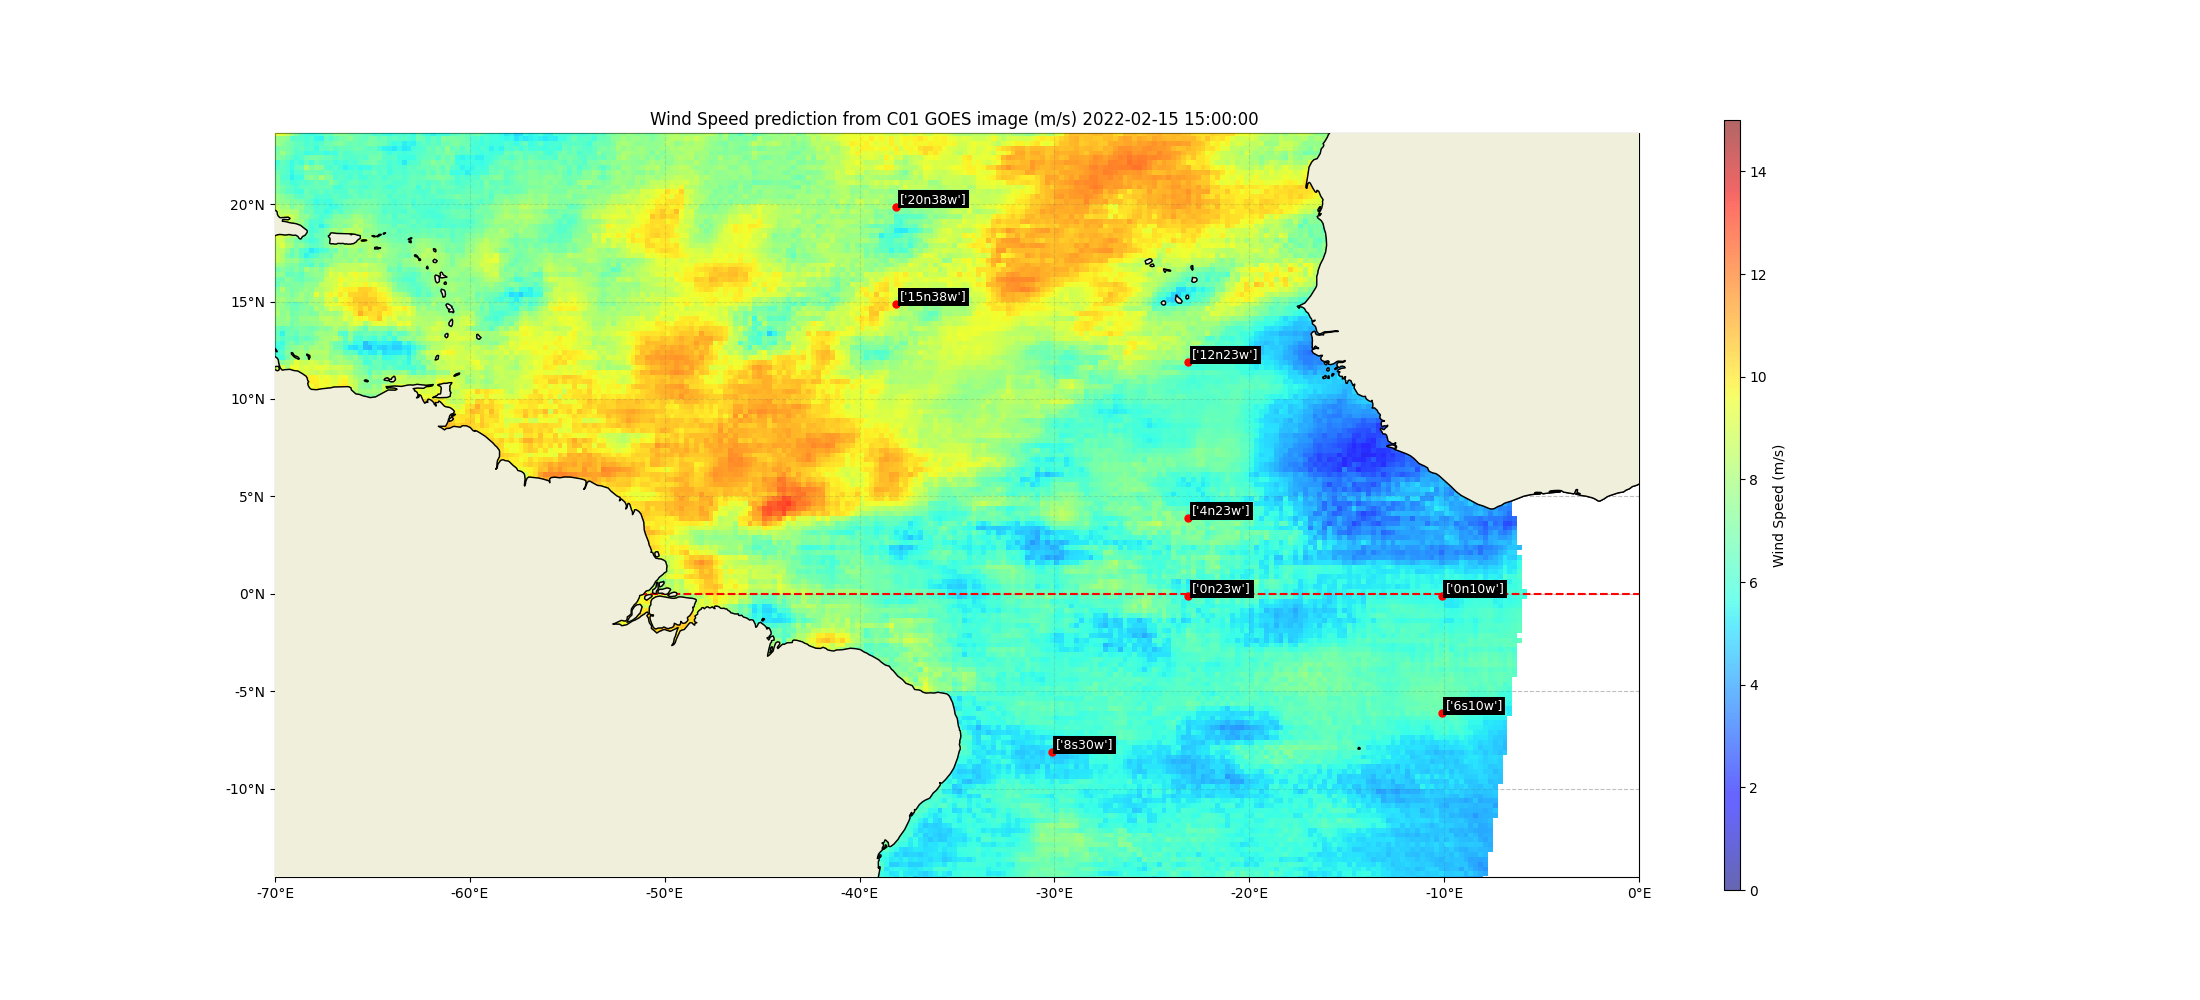 Wind Speed prediction from C01 GOES image (m/s) 2022-02-15 15:00:00
20°N
15°N
10°N
5°N
0°N
-5°N
-10°N
-70°E
-60°E
-50°E
-40°E
-30°E
-20°E
-10°E
0°E
['20n38w']
['15n38w']
['12n23w']
['4n23w']
['0n23w']
['0n10w']
['6s10w']
['8s30w']
14
12
10
8
6
4
2
0
Wind Speed (m/s)